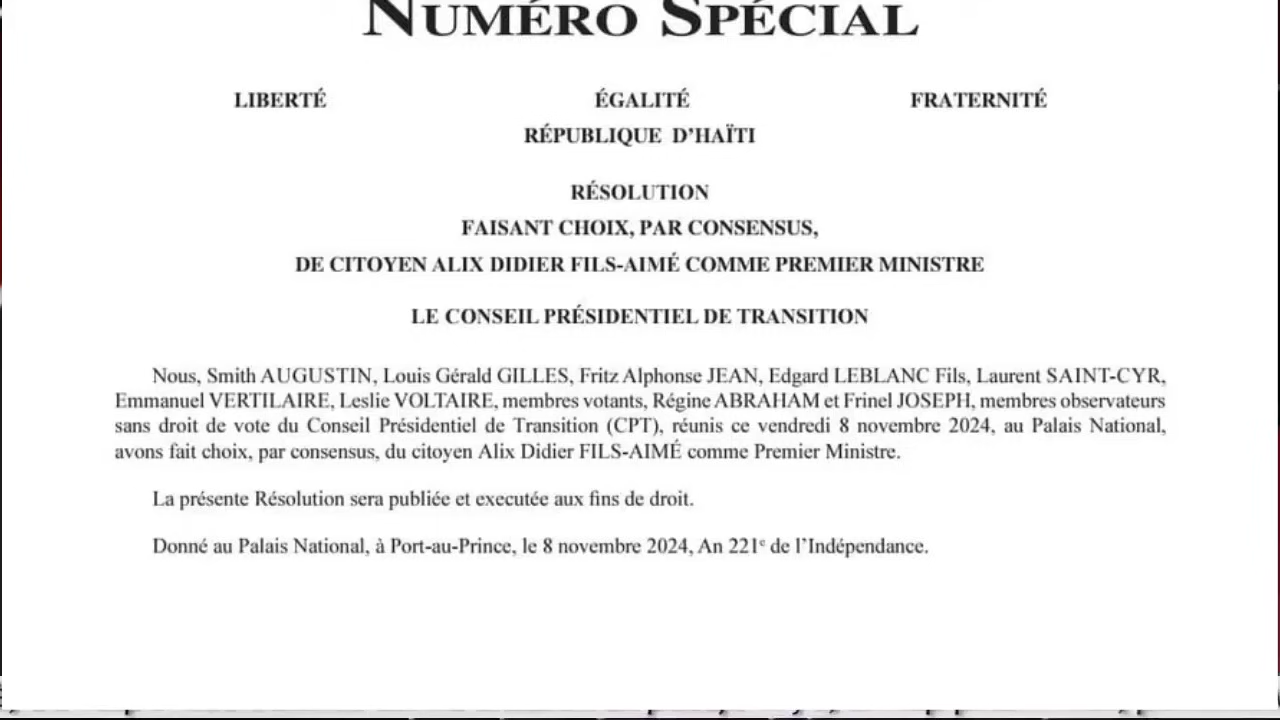 NUMÉRO SPÉCIAL
LIBERTÉ ÉGALITÉ FRATERNITÉ
RÉPUBLIQUE D'HAÏTI
RÉSOLUTION
FAISANT CHOIX, PAR CONSENSUS,
DE CITOYEN ALIX DIDIER FILS-AIMÉ COMME PREMIER MINISTRE
LE CONSEIL PRÉSIDENTIEL DE TRANSITION
Nous, Smith AUGUSTIN, Louis Gérald GILLES, Fritz Alphonse JEAN, Edgard LEBLANC Fils, Laurent SAINT-CYR,
Emmanuel VERTILAIRE, Leslie VOLTAIRE, membres votants, Régine ABRAHAM et Frinel JOSEPH, membres observateurs
sans droit de vote du Conseil Présidentiel de Transition (CPT), réunis ce vendredi 8 novembre 2024, au Palais National,
avons fait choix, par consensus, du citoyen Alix Didier FILS-AIMÉ comme Premier Ministre.
La présente Résolution sera publiée et executée aux fins de droit.
Donné au Palais National, à Port-au-Prince, le 8 novembre 2024, An 221e de l'Indépendance.